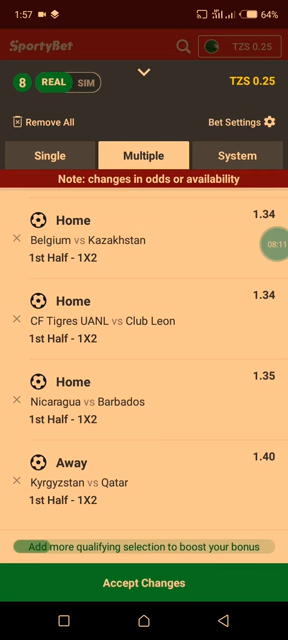 1:57
64%
SportyBet
TZS 0.25
8 REAL SIM
TZS 0.25
Remove All
Bet Settings
Single Multiple System
Note: changes in odds or availability
Home 1.34
Belgium vs Kazakhstan
1st Half - 1X2
08:11
Home 1.34
CF Tigres UANL vs Club Leon
1st Half - 1X2
Home 1.35
Nicaragua vs Barbados
1st Half - 1X2
Away 1.40
Kyrgyzstan vs Qatar
1st Half - 1X2
Add more qualifying selection to boost your bonus
Accept Changes